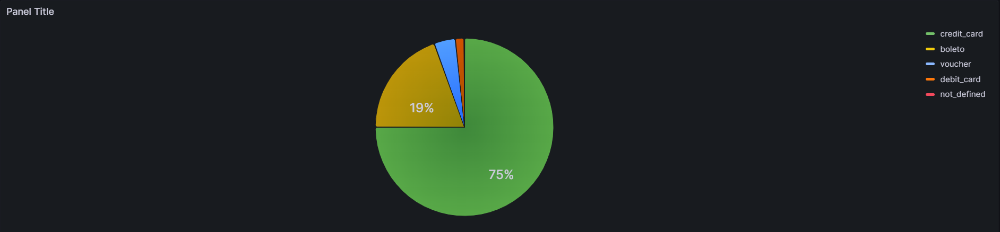 Panel Title
credit_card
boleto
voucher
debit_card
not_defined
19%
75%